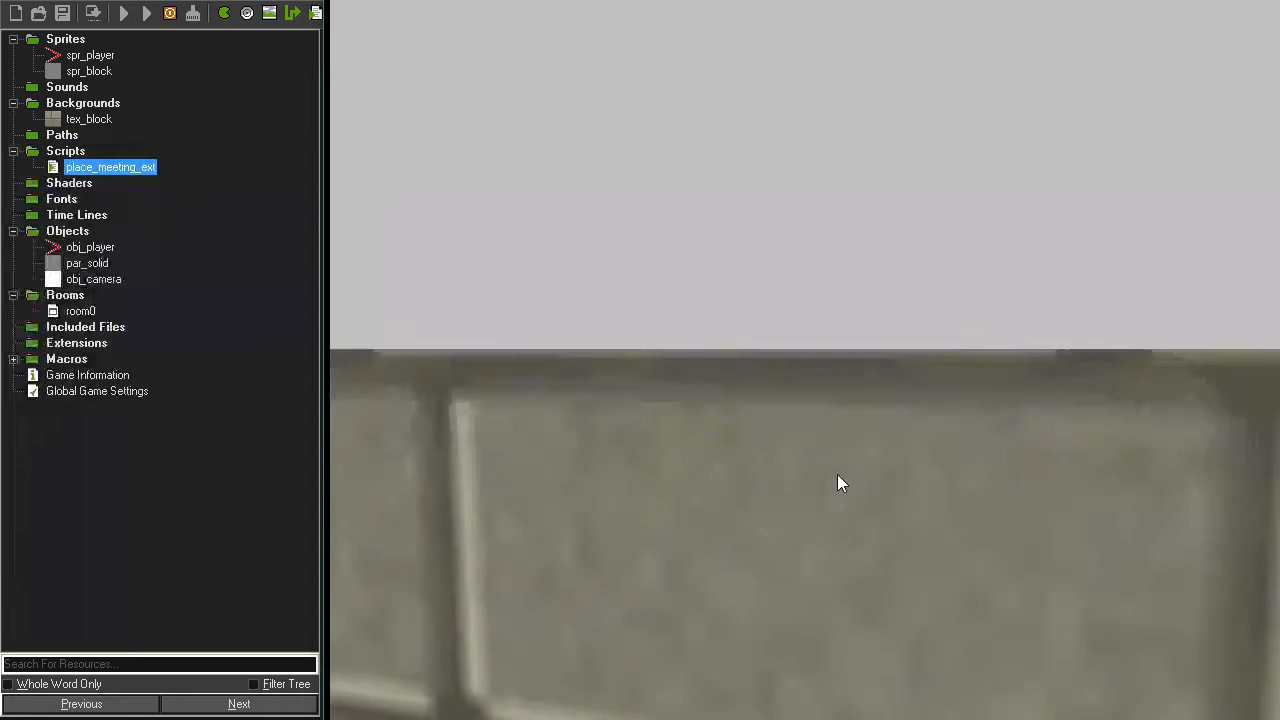 Sprites
spr_player
spr_block
Sounds
Backgrounds
tex_block
Paths
Scripts
place_meeting_ext
Shaders
Fonts
Time Lines
Objects
obj_player
par_solid
obj_camera
Rooms
room0
Included Files
Extensions
Macros
Game Information
Global Game Settings
Search For Resources...
Whole Word Only Filter Tree
Previous Next